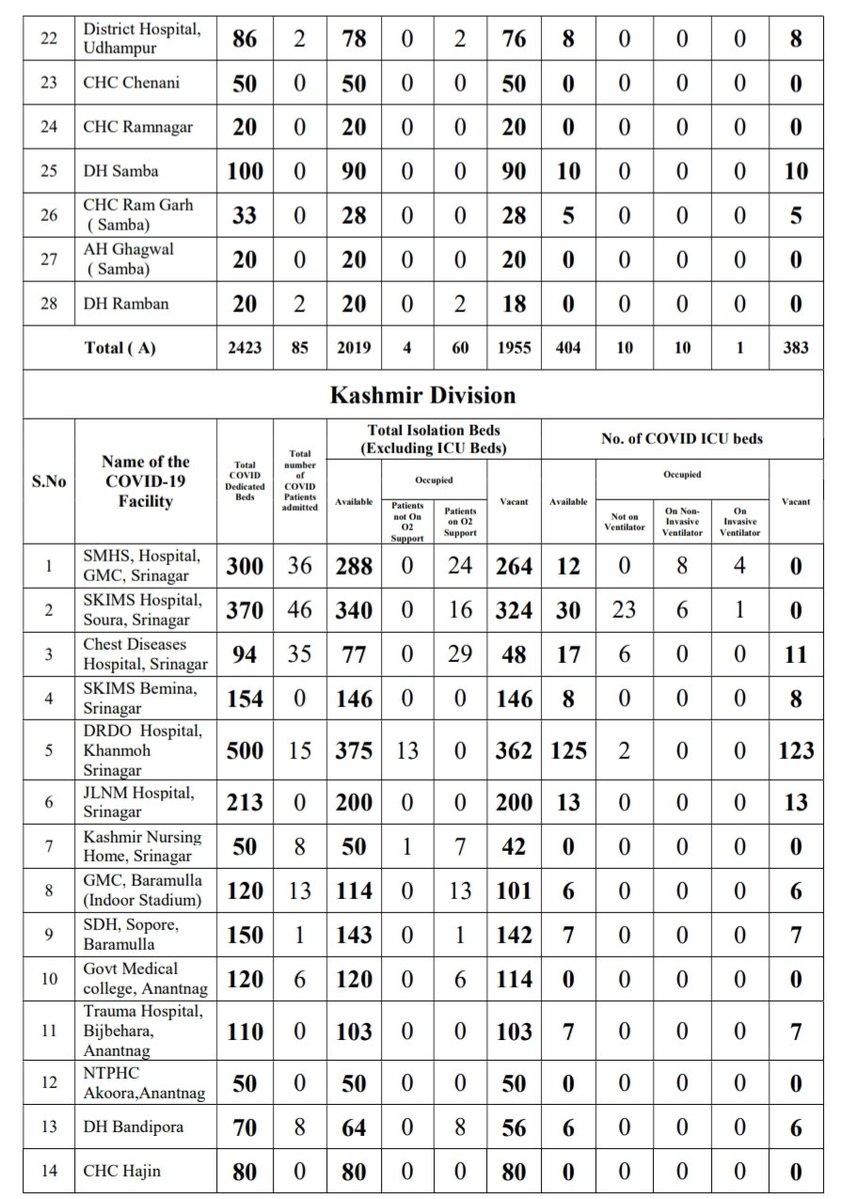 22 District Hospital, Udhampur 86 2 78 0 2 76 8 0 0 0 8
23 CHC Chenani 50 0 50 0 0 50 0 0 0 0 0
24 CHC Ramnagar 20 0 20 0 0 20 0 0 0 0 0
25 DH Samba 100 0 90 0 0 90 10 0 0 0 10
26 CHC Ram Garh ( Samba) 33 0 28 0 0 28 5 0 0 0 5
27 AH Ghagwal ( Samba) 20 0 20 0 0 20 0 0 0 0 0
28 DH Ramban 20 2 20 0 2 18 0 0 0 0 0
Total ( A) 2423 85 2019 4 60 1955 404 10 10 1 383
Kashmir Division
S.No
Name of the COVID-19 Facility
Total COVID Dedicated Beds
Total number of COVID Patients admitted
Total Isolation Beds (Excluding ICU Beds)
No. of COVID ICU beds
Available
Occupied
Patients not On O2 Support
Patients on O2 Support
Vacant
Available
Occupied
Not on Ventilator
On Non-Invasive Ventilator
On Invasive Ventilator
Vacant
1 SMHS, Hospital, GMC, Srinagar 300 36 288 0 24 264 12 0 8 4 0
2 SKIMS Hospital, Soura, Srinagar 370 46 340 0 16 324 30 23 6 1 0
3 Chest Diseases Hospital, Srinagar 94 35 77 0 29 48 17 6 0 0 11
4 SKIMS Bemina, Srinagar 154 0 146 0 0 146 8 0 0 0 8
5 DRDO Hospital, Khanmoh Srinagar 500 15 375 13 0 362 125 2 0 0 123
6 JLNM Hospital, Srinagar 213 0 200 0 0 200 13 0 0 0 13
7 Kashmir Nursing Home, Srinagar 50 8 50 1 7 42 0 0 0 0 0
8 GMC, Baramulla (Indoor Stadium) 120 13 114 0 13 101 6 0 0 0 6
9 SDH, Sopore, Baramulla 150 1 143 0 1 142 7 0 0 0 7
10 Govt Medical college, Anantnag 120 6 120 0 6 114 0 0 0 0 0
11 Trauma Hospital, Bijbehara, Anantnag 110 0 103 0 0 103 7 0 0 0 7
12 NTPHC Akoora,Anantnag 50 0 50 0 0 50 0 0 0 0 0
13 DH Bandipora 70 8 64 0 8 56 6 0 0 0 6
14 CHC Hajin 80 0 80 0 0 80 0 0 0 0 0